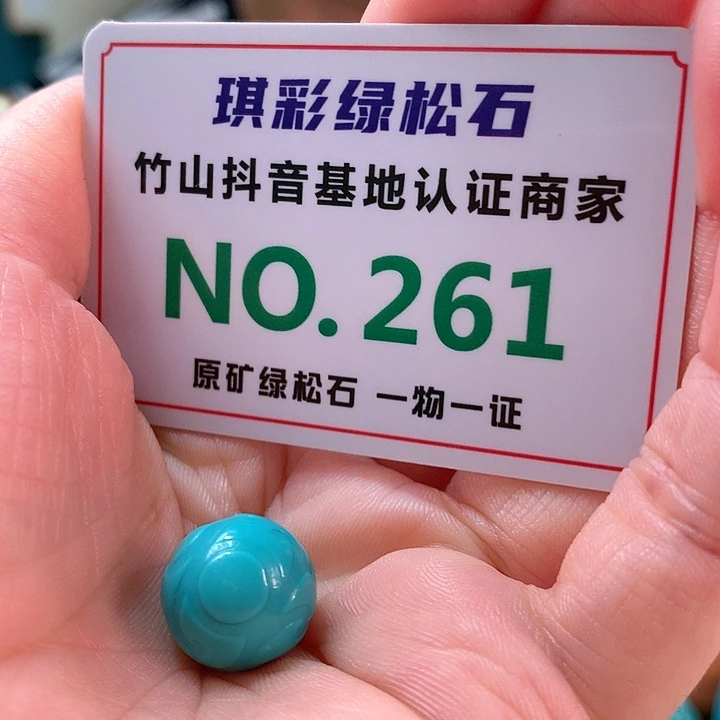 琪彩绿松石
竹山抖音基地认证商家
NO.261
原矿绿松石 一物一证